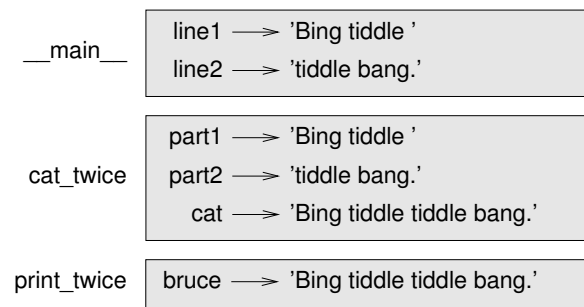 __main__
line1 → 'Bing tiddle ’
line2 → 'tiddle bang.’
cat_twice
part1 → 'Bing tiddle ’
part2 → 'tiddle bang.’
cat → 'Bing tiddle tiddle bang.’
print_twice
bruce → 'Bing tiddle tiddle bang.’